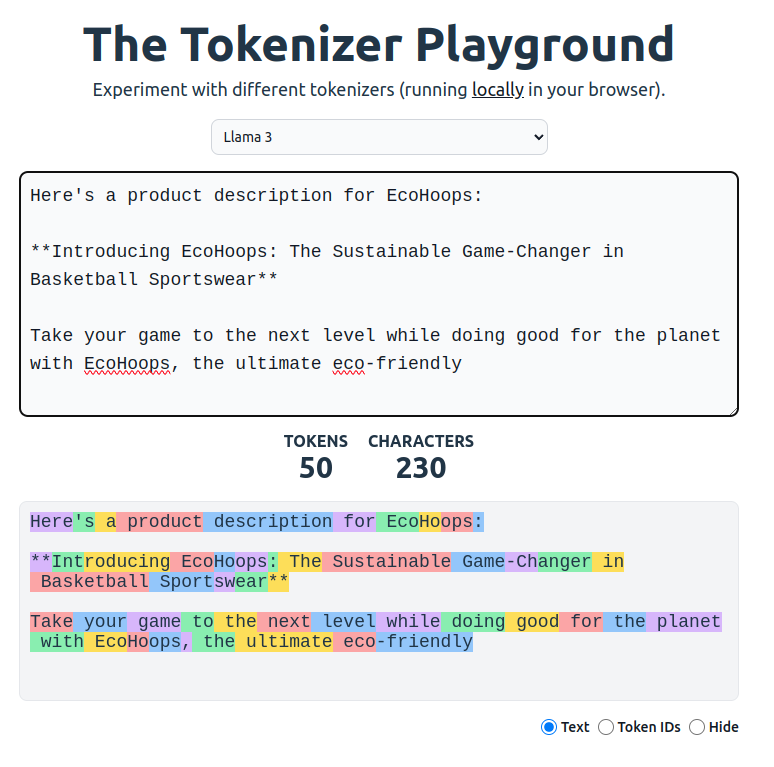 The Tokenizer Playground
Experiment with different tokenizers (running locally in your browser).
Llama 3
Here's a product description for EcoHoops:
**Introducing EcoHoops: The Sustainable Game-Changer in
Basketball Sportswear**
Take your game to the next level while doing good for the planet
with EcoHoops, the ultimate eco-friendly
TOKENS CHARACTERS
50 230
Here's a product description for EcoHoops:
**Introducing EcoHoops: The Sustainable Game-Changer in
Basketball Sportswear**
Take your game to the next level while doing good for the planet
with EcoHoops, the ultimate eco-friendly
Text Token IDs Hide